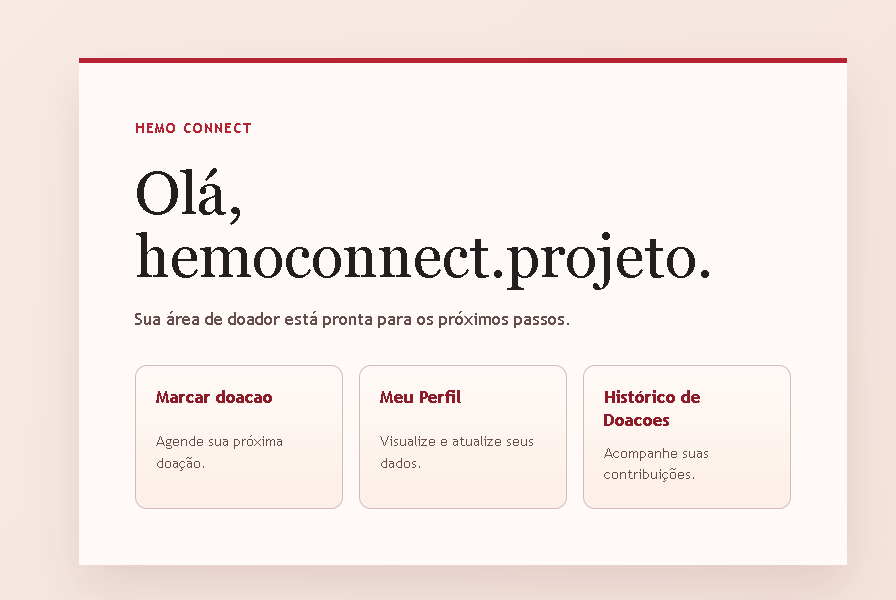 HEMO CONNECT
Olá,
hemoconnect.projeto.
Sua área de doador está pronta para os próximos passos.
Marcar doacao
Agende sua próxima
doação.
Meu Perfil
Visualize e atualize seus
dados.
Histórico de
Doacoes
Acompanhe suas
contribuições.